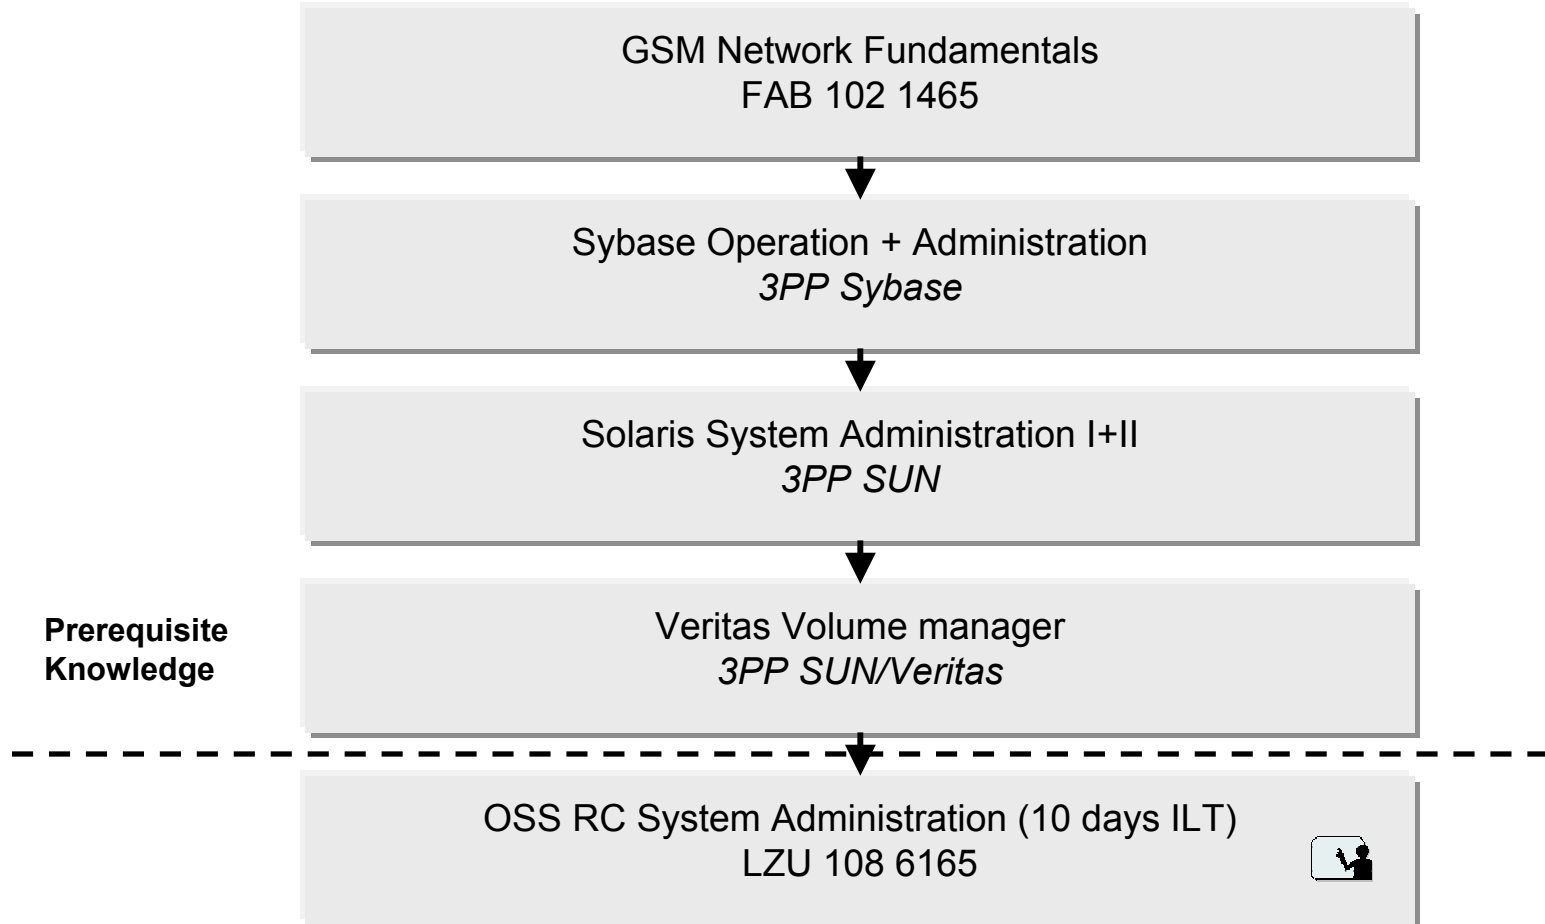 GSM Network Fundamentals
FAB 102 1465
Sybase Operation + Administration
3PP Sybase
Solaris System Administration I+II
3PP SUN
Veritas Volume manager
3PP SUN/Veritas
Prerequisite
Knowledge
OSS RC System Administration (10 days ILT)
LZU 108 6165